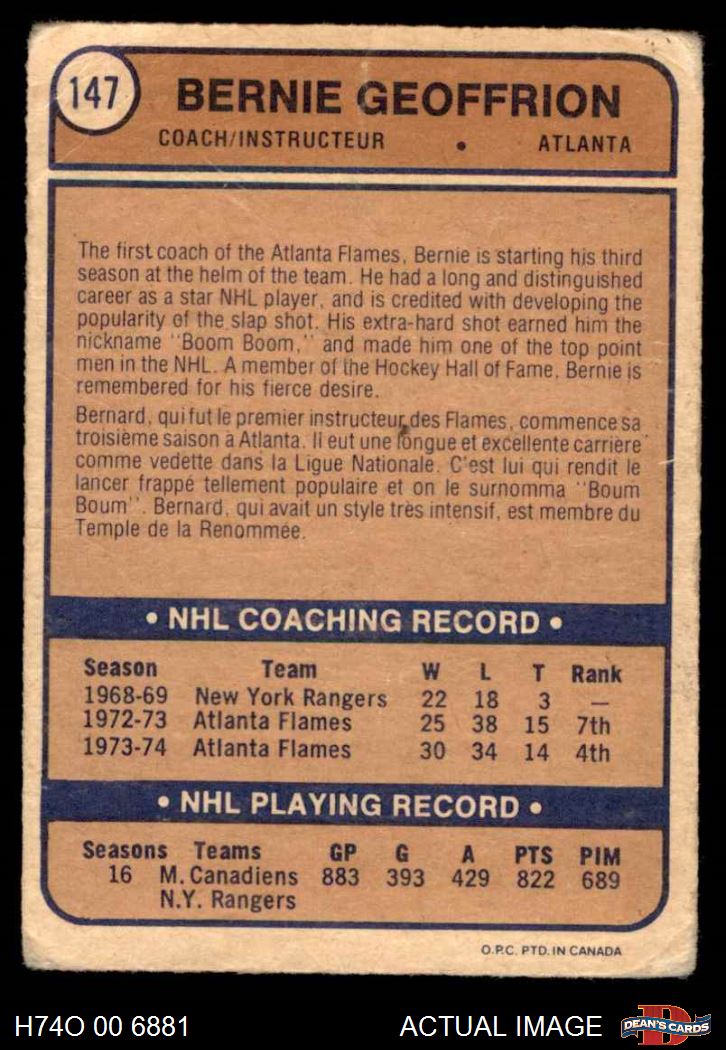 147
BERNIE GEOFFRION
COACH/INSTRUCTEUR • ATLANTA
The first coach of the Atlanta Flames, Bernie is starting his third
season at the helm of the team. He had a long and distinguished
career as a star NHL player, and is credited with developing the
popularity of the slap shot. His extra-hard shot earned him the
nickname "Boom Boom," and made him one of the top point
men in the NHL. A member of the Hockey Hall of Fame, Bernie is
remembered for his fierce desire.
Bernard, qui fut le premier instructeur des Flames, commence sa
troisième saison à Atlanta. Il eut une longue et excellente carrière
comme vedette dans la Ligue Nationale. C'est lui qui rendit le
lancer frappé tellement populaire et on le surnomma "Boum
Boum". Bernard, qui avait un style très intensif, est membre du
Temple de la Renommée.
• NHL COACHING RECORD •
Season Team W L T Rank
1968-69 New York Rangers 22 18 3 —
1972-73 Atlanta Flames 25 38 15 7th
1973-74 Atlanta Flames 30 34 14 4th
• NHL PLAYING RECORD •
Seasons Teams GP G A PTS PIM
16 M. Canadiens 883 393 429 822 689
N.Y. Rangers
O.P.C. PTD. IN CANADA
H74O 00 6881 ACTUAL IMAGE
D
DEAN'S CARDS